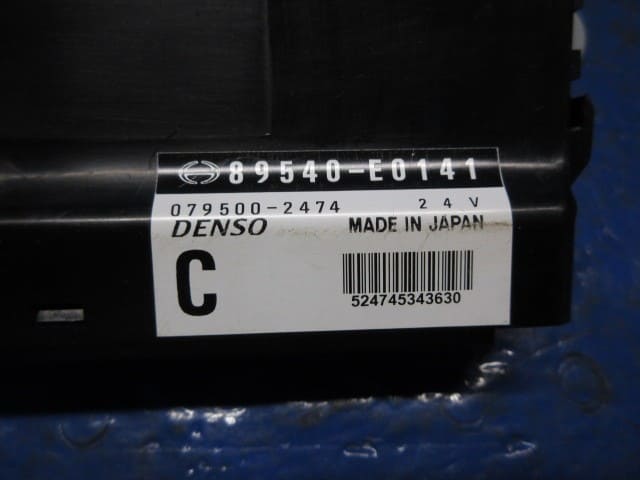 89540-E0141
079500-2474 24V
DENSO MADE IN JAPAN
C
524745343630